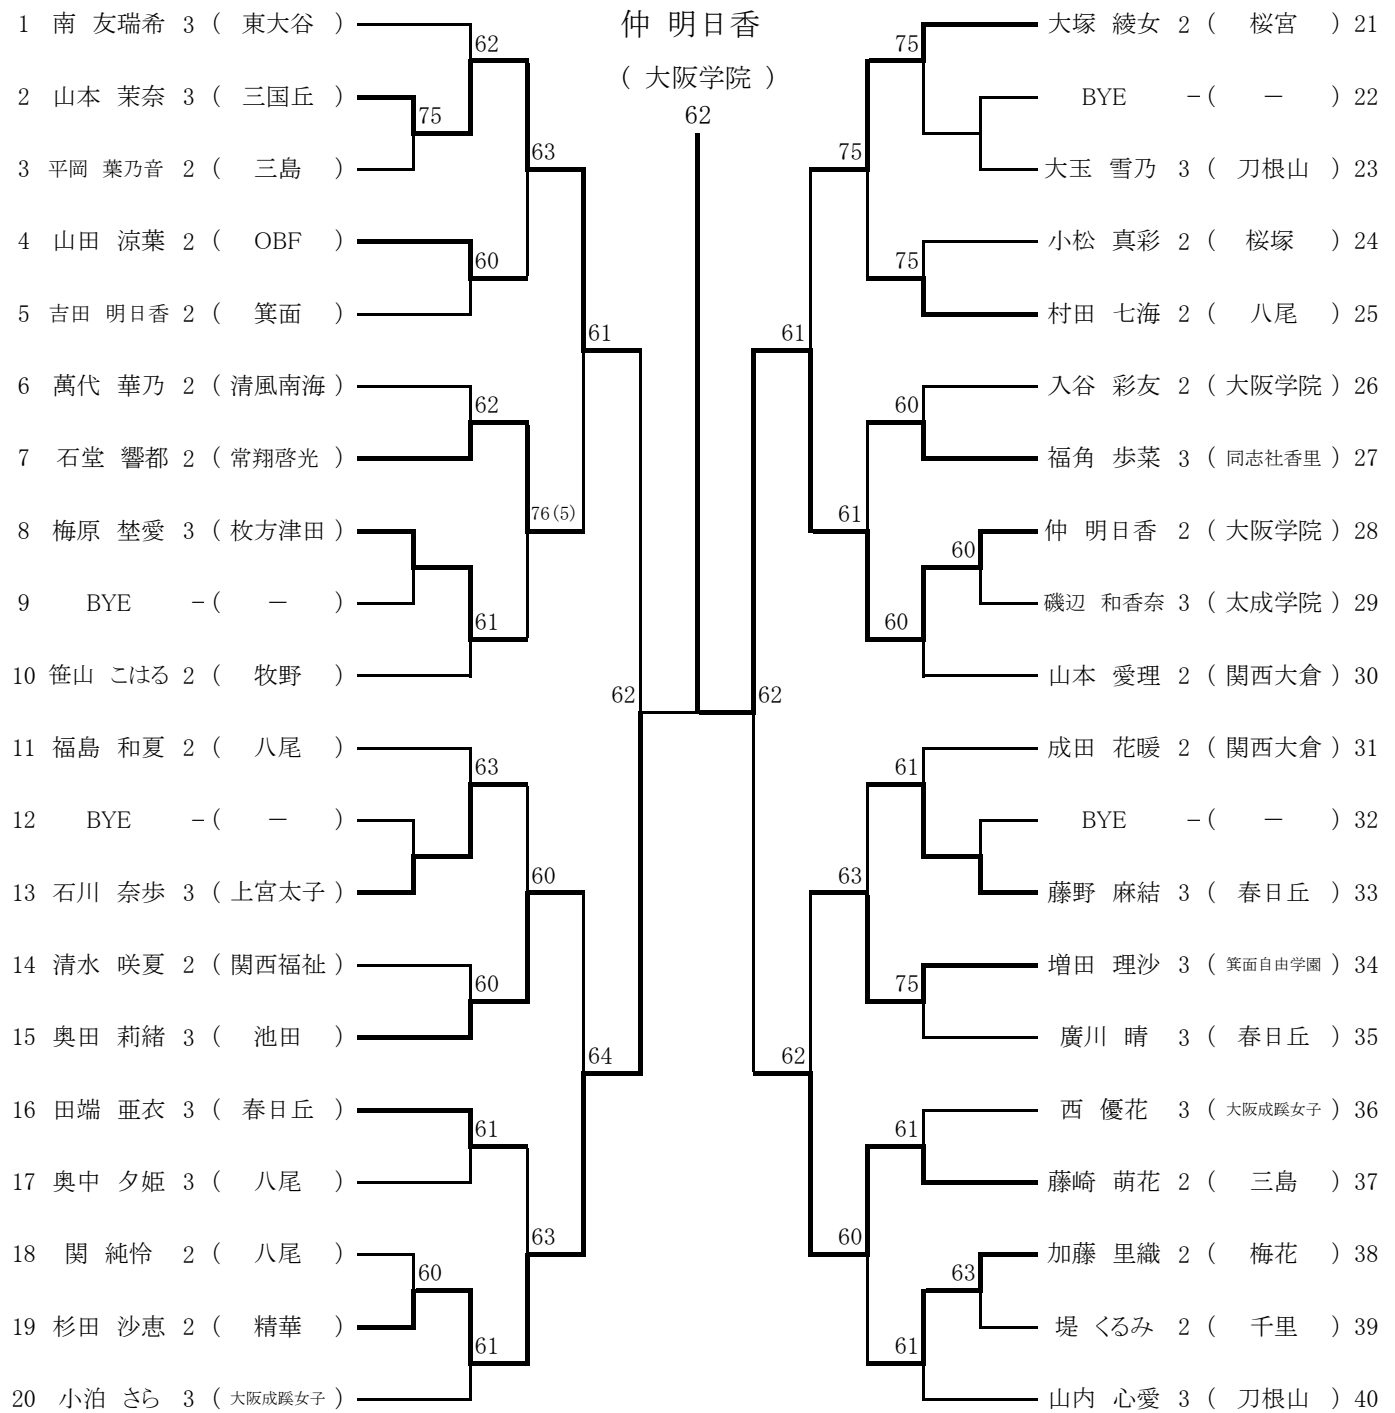 仲 明日香
( 大阪学院 )
62
1 南 友瑞希 3 ( 東大谷 )
62
2 山本 茉奈 3 ( 三国丘 )
75
3 平岡 葉乃音 2 ( 三島 )
63
4 山田 涼葉 2 ( OBF )
60
5 吉田 明日香 2 ( 箕面 )
61
6 萬代 華乃 2 ( 清風南海 )
62
7 石堂 響都 2 ( 常翔啓光 )
76(5)
8 梅原 埜愛 3 ( 枚方津田 )
9 BYE -( - )
61
10 笹山 こはる 2 ( 牧野 )
62
11 福島 和夏 2 ( 八尾 )
63
12 BYE -( - )
13 石川 奈歩 3 ( 上宮太子 )
60
14 清水 咲夏 2 ( 関西福祉 )
60
15 奥田 莉緒 3 ( 池田 )
64
16 田端 亜衣 3 ( 春日丘 )
61
17 奥中 夕姫 3 ( 八尾 )
63
18 関 純怜 2 ( 八尾 )
60
19 杉田 沙恵 2 ( 精華 )
61
20 小泊 さら 3 ( 大阪成蹊女子 )
大塚 綾女 2 ( 桜宮 ) 21
75
BYE -( - ) 22
75
大玉 雪乃 3 ( 刀根山 ) 23
小松 真彩 2 ( 桜塚 ) 24
75
村田 七海 2 ( 八尾 ) 25
61
入谷 彩友 2 ( 大阪学院 ) 26
60
福角 歩菜 3 ( 同志社香里 ) 27
61
仲 明日香 2 ( 大阪学院 ) 28
60
磯辺 和香奈 3 ( 太成学院 ) 29
60
山本 愛理 2 ( 関西大倉 ) 30
62
成田 花暖 2 ( 関西大倉 ) 31
61
BYE -( - ) 32
63
藤野 麻結 3 ( 春日丘 ) 33
増田 理沙 3 ( 箕面自由学園 ) 34
75
廣川 晴 3 ( 春日丘 ) 35
62
西 優花 3 ( 大阪成蹊女子 ) 36
61
藤崎 萌花 2 ( 三島 ) 37
60
加藤 里織 2 ( 梅花 ) 38
63
堤 くるみ 2 ( 千里 ) 39
61
山内 心愛 3 ( 刀根山 ) 40